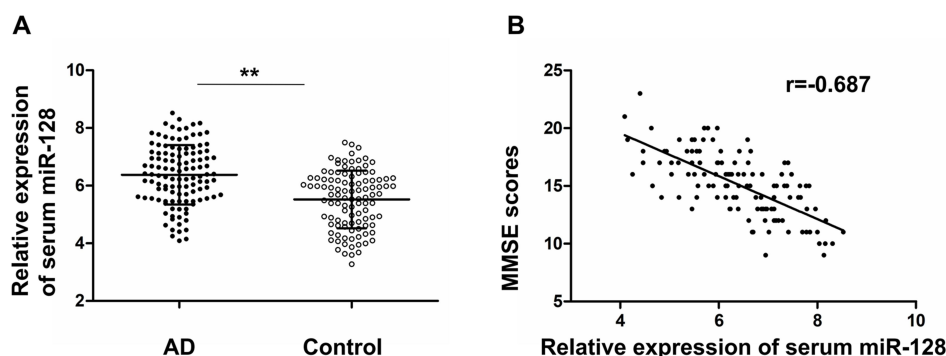 A
Relative expression
of serum miR-128
10
8
6
4
2
**
AD
Control
B
MMSE scores
25
20
15
10
5
r=-0.687
4
6
8
10
Relative expression of serum miR-128